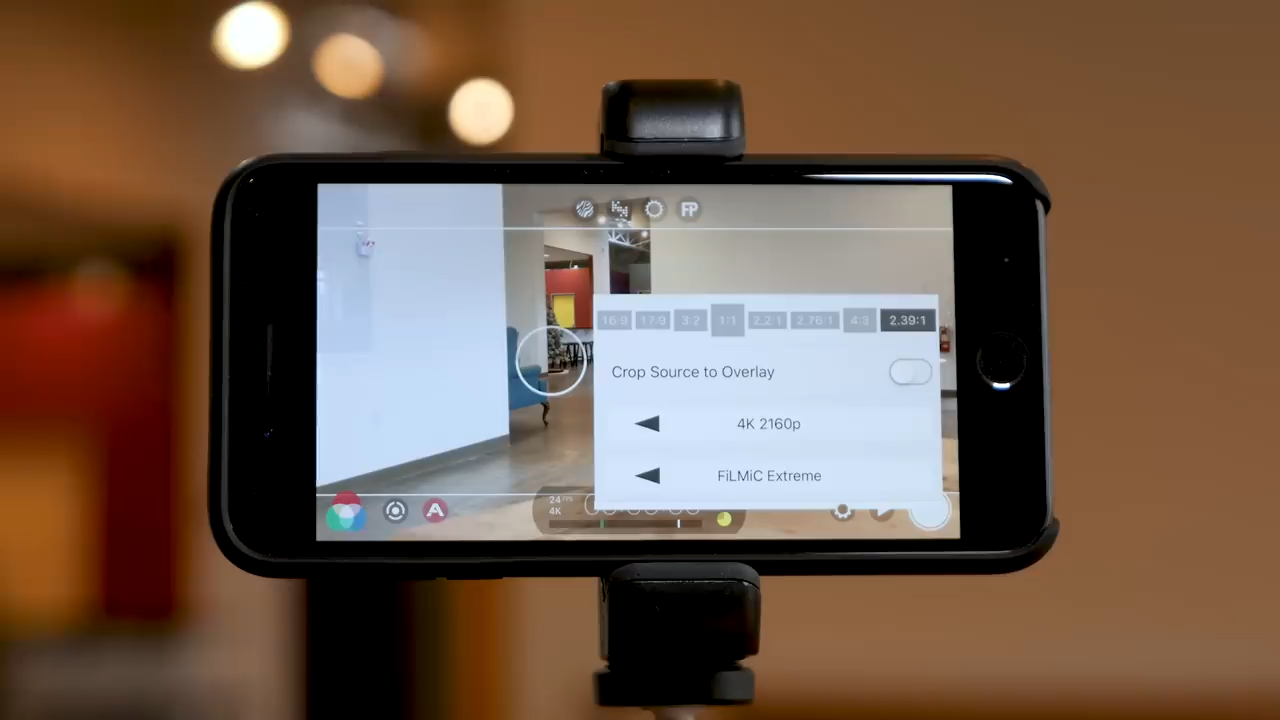 FP
16:9 17:9 3:2 1:1 2.2:1 2.76:1 4:3 2.39:1
Crop Source to Overlay
4K 2160p
FiLMiC Extreme
24 FPS
4K
A